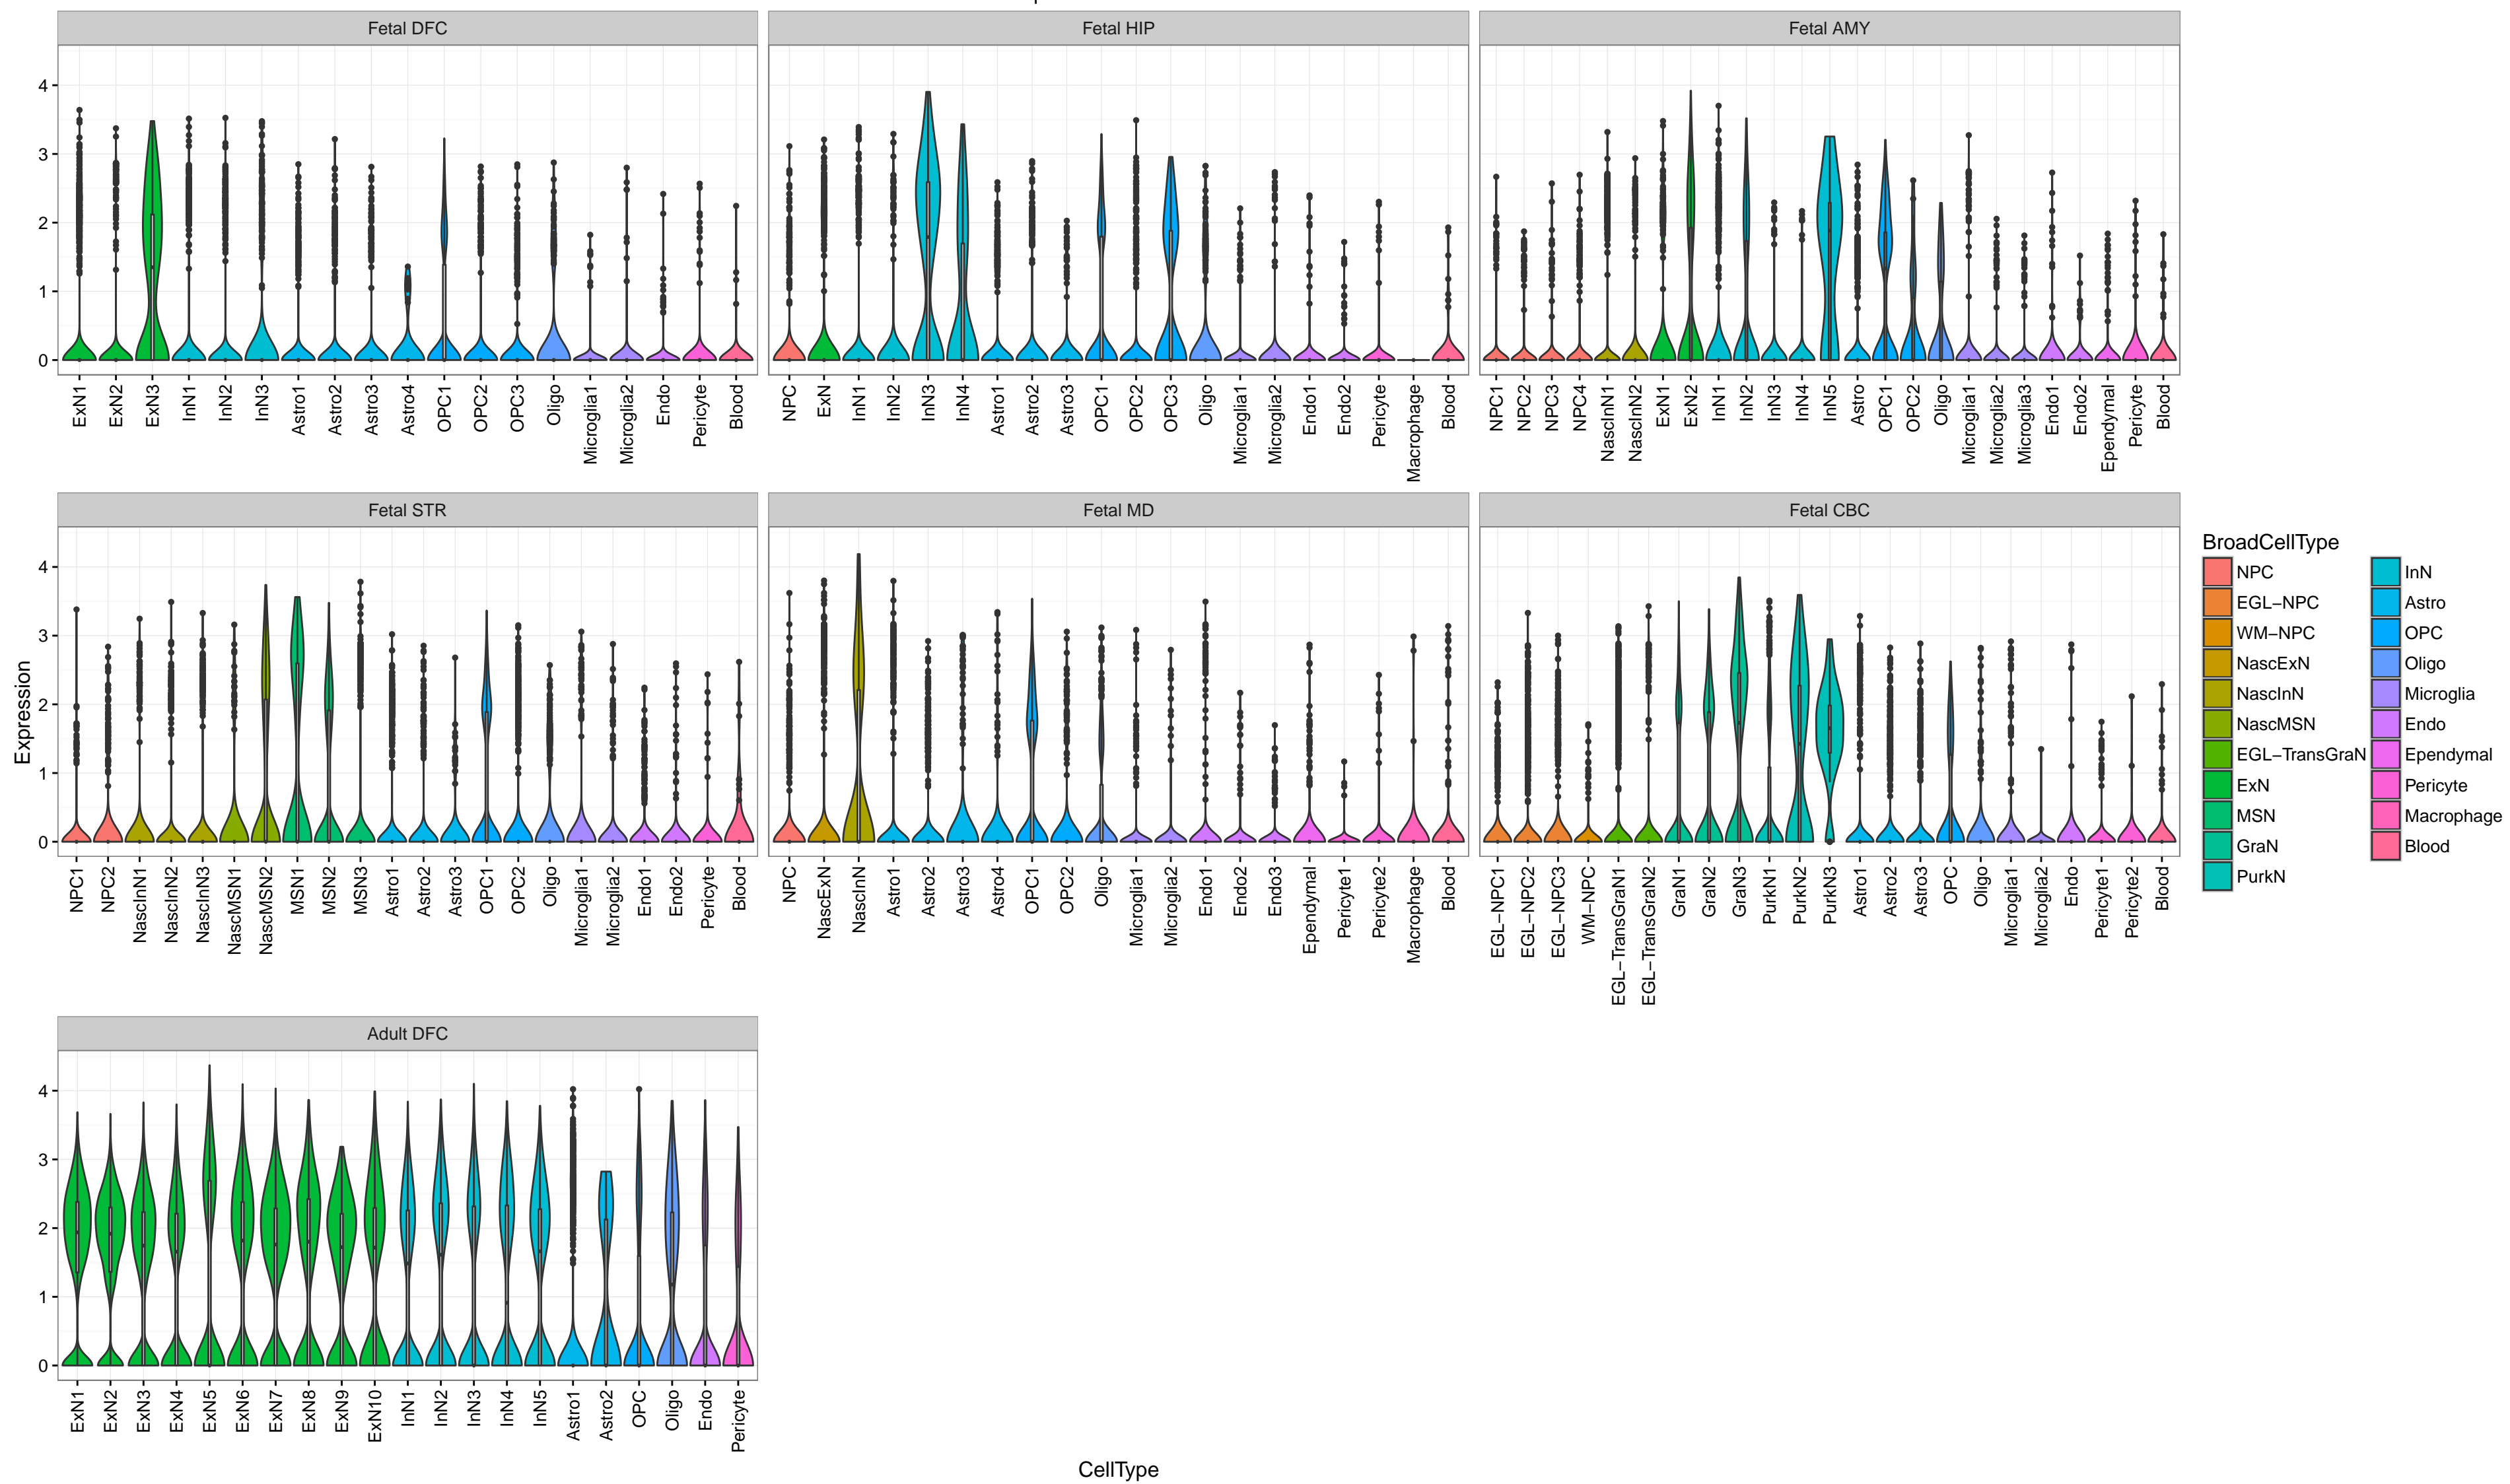 Fetal DFC Fetal HIP Fetal AMY
4
3
2
1
0
ExN1 ExN2 ExN3 InN1 InN2 InN3 Astro1 Astro2 Astro3 Astro4 OPC1 OPC2 OPC3 Oligo Microglia1 Microglia2 Endo Pericyte Blood
NPC ExN InN1 InN2 InN3 InN4 Astro1 Astro2 Astro3 OPC1 OPC2 OPC3 Oligo Microglia1 Microglia2 Endo1 Endo2 Pericyte Macrophage Blood
NPC1 NPC2 NPC3 NPC4 NascInN1 NascInN2 ExN1 ExN2 InN1 InN2 InN3 InN4 InN5 Astro OPC1 OPC2 Oligo Microglia1 Microglia2 Microglia3 Endo1 Endo2 Ependymal Pericyte Blood
Fetal STR Fetal MD Fetal CBC
Expression
4
3
2
1
0
NPC1 NPC2 NascInN1 NascInN2 NascInN3 NascMSN1 NascMSN2 MSN1 MSN2 MSN3 Astro1 Astro2 Astro3 OPC1 OPC2 Oligo Microglia1 Microglia2 Endo1 Endo2 Pericyte Blood
NPC NascExN NascInN Astro1 Astro2 Astro3 Astro4 OPC1 OPC2 Oligo Microglia1 Microglia2 Endo1 Endo2 Endo3 Ependymal Pericyte1 Pericyte2 Macrophage Blood
EGL−NPC1 EGL−NPC2 EGL−NPC3 WM−NPC EGL−TransGraN1 EGL−TransGraN2 GraN1 GraN2 GraN3 PurkN1 PurkN2 PurkN3 Astro1 Astro2 Astro3 OPC Oligo Microglia1 Microglia2 Endo Pericyte1 Pericyte2 Blood
BroadCellType
NPC InN
EGL−NPC Astro
WM−NPC OPC
NascExN Oligo
NascInN Microglia
NascMSN Endo
EGL−TransGraN Ependymal
ExN Pericyte
MSN Macrophage
GraN Blood
PurkN
Adult DFC
4
3
2
1
0
ExN1 ExN2 ExN3 ExN4 ExN5 ExN6 ExN7 ExN8 ExN9 ExN10 InN1 InN2 InN3 InN4 InN5 Astro1 Astro2 OPC Oligo Endo Pericyte
CellType